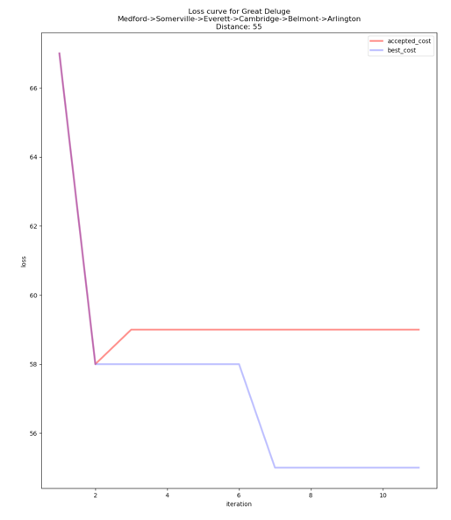 Loss curve for Great Deluge
Medford->Somerville->Everett->Cambridge->Belmont->Arlington
Distance: 55
accepted_cost
best_cost
66
64
62
60
58
56
loss
2
4
6
8
10
iteration